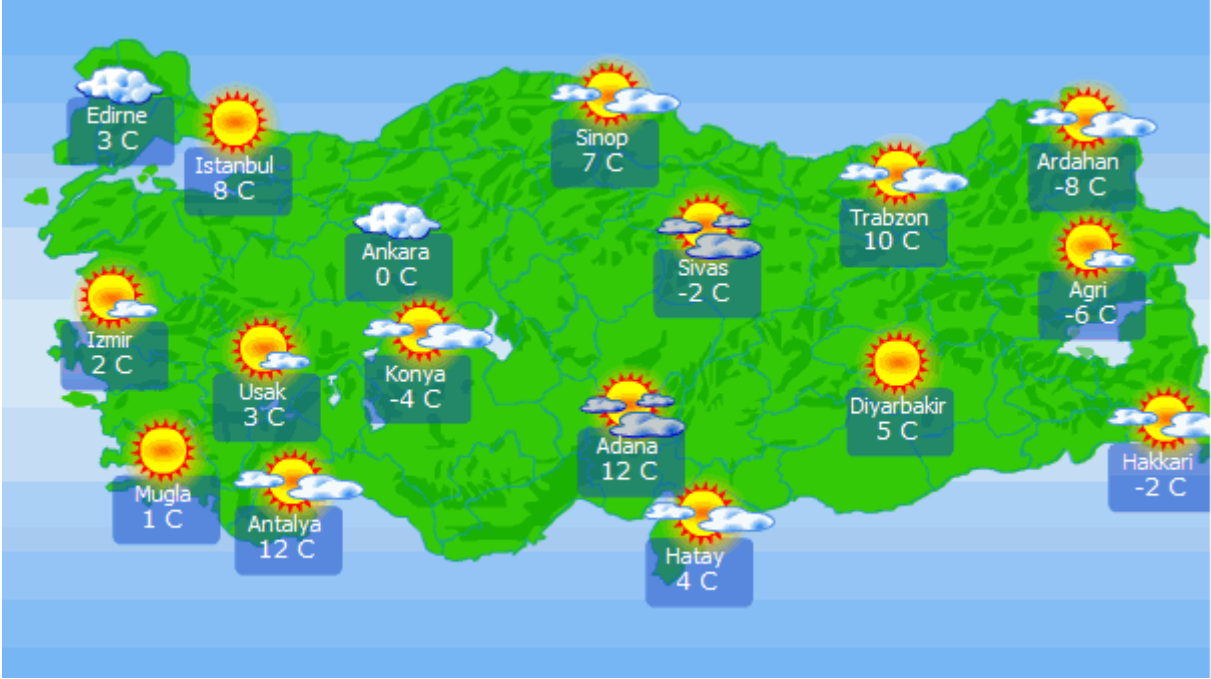 Edirne
3 C
Istanbul
8 C
Sinop
7 C
Ardahan
-8 C
Trabzon
10 C
Ankara
0 C
Sivas
-2 C
Agri
-6 C
Izmir
2 C
Usak
3 C
Konya
-4 C
Diyarbakir
5 C
Adana
12 C
Hakkari
-2 C
Mugla
1 C
Antalya
12 C
Hatay
4 C